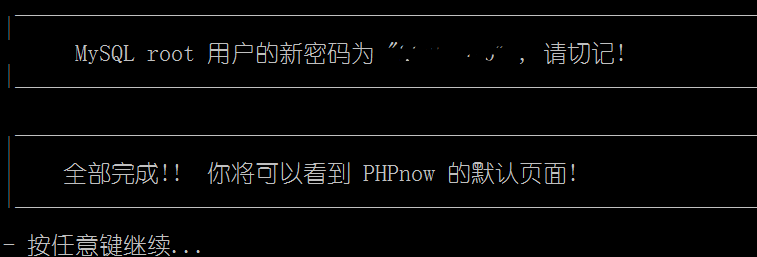 MySQL root 用户的新密码为 " " , 请切记!
全部完成!! 你将可以看到 PHPnow 的默认页面!
- 按任意键继续...